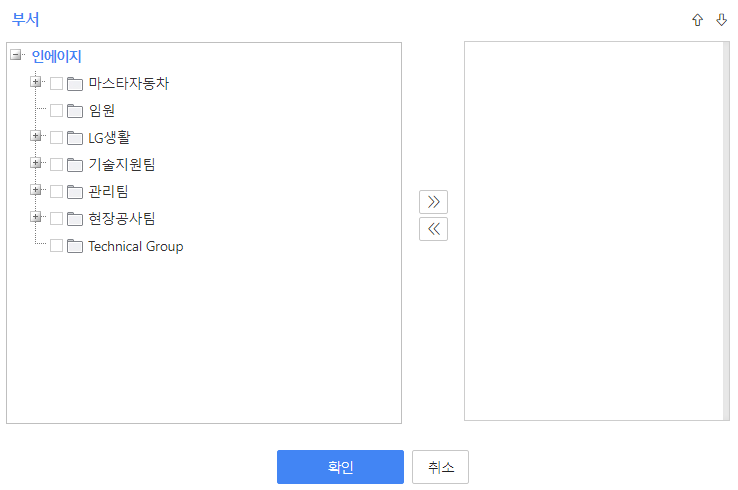 부서
인에이지
마스타자동차
임원
LG생활
기술지원팀
관리팀
현장공사팀
Technical Group
확인
취소